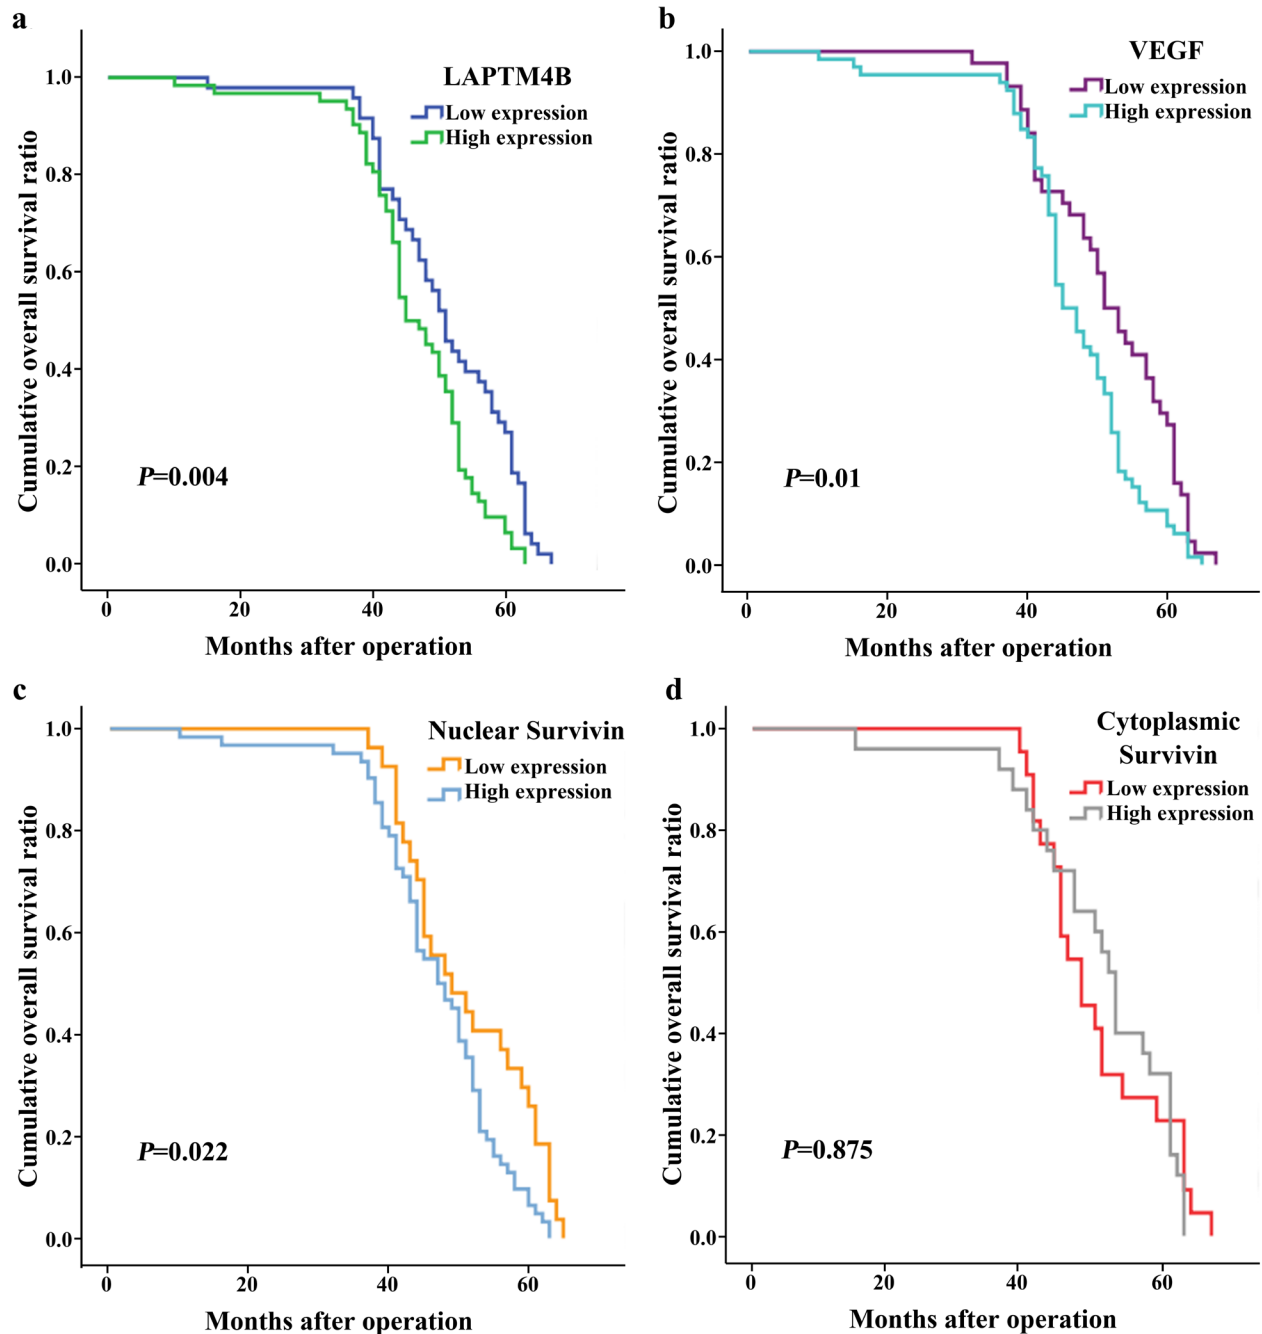 a
LAPTM4B
Low expression
High expression
Cumulative overall survival ratio
1.0
0.8
0.6
0.4
0.2
0.0
P=0.004
0 20 40 60
Months after operation
b
VEGF
Low expression
High expression
Cumulative overall survival ratio
1.0
0.8
0.6
0.4
0.2
0.0
P=0.01
0 20 40 60
Months after operation
c
Nuclear Survivin
Low expression
High expression
Cumulative overall survival ratio
1.0
0.8
0.6
0.4
0.2
0.0
P=0.022
0 20 40 60
Months after operation
d
Cytoplasmic
Survivin
Low expression
High expression
Cumulative overall survival ratio
1.0
0.8
0.6
0.4
0.2
0.0
P=0.875
0 20 40 60
Months after operation